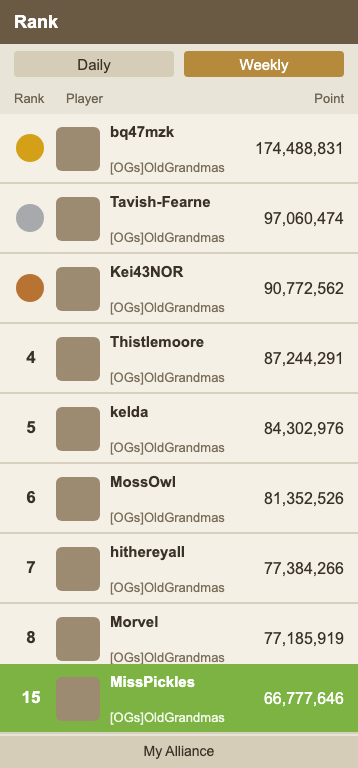 Rank
Daily Weekly
Rank Player Point
bq47mzk
174,488,831
[OGs]OldGrandmas
Tavish-Fearne
97,060,474
[OGs]OldGrandmas
Kei43NOR
90,772,562
[OGs]OldGrandmas
4
Thistlemoore
87,244,291
[OGs]OldGrandmas
5
kelda
84,302,976
[OGs]OldGrandmas
6
MossOwl
81,352,526
[OGs]OldGrandmas
7
hithereyall
77,384,266
[OGs]OldGrandmas
8
Morvel
77,185,919
[OGs]OldGrandmas
15
MissPickles
66,777,646
[OGs]OldGrandmas
My Alliance